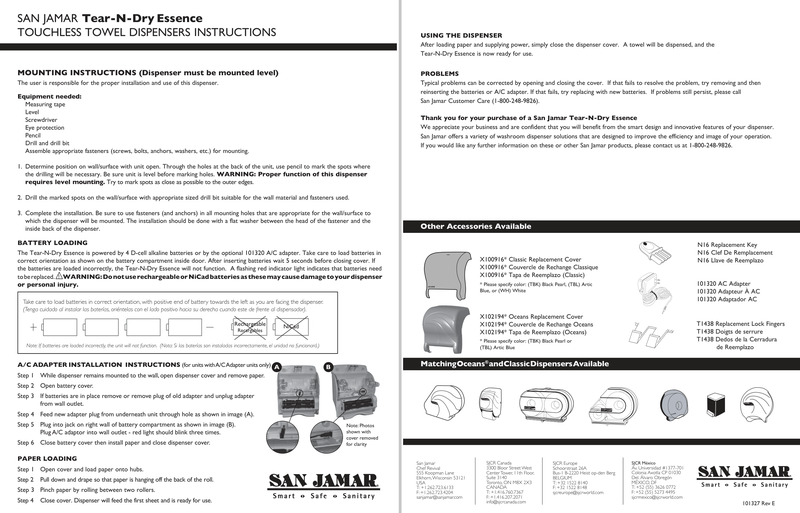 SAN JAMAR Tear-N-Dry Essence
TOUCHLESS TOWEL DISPENSERS INSTRUCTIONS
MOUNTING INSTRUCTIONS (Dispenser must be mounted level)
The user is responsible for the proper installation and use of this dispenser.
Equipment needed:
Measuring tape
Level
Screwdriver
Eye protection
Pencil
Drill and drill bit
Assemble appropriate fasteners (screws, bolts, anchors, washers, etc.) for mounting.
1. Determine position on wall/surface with unit open. Through the holes at the back of the unit, use pencil to mark the spots where
the drilling will be necessary. Be sure unit is level before marking holes. WARNING: Proper function of this dispenser
requires level mounting. Try to mark spots as close as possible to the outer edges.
2. Drill the marked spots on the wall/surface with appropriate sized drill bit suitable for the wall material and fasteners used.
3. Complete the installation. Be sure to use fasteners (and anchors) in all mounting holes that are appropriate for the wall/surface to
which the dispenser will be mounted. The installation should be done with a flat washer between the head of the fastener and the
inside back of the dispenser.
BATTERY LOADING
The Tear-N-Dry Essence is powered by 4 D-cell alkaline batteries or by the optional 101320 A/C adapter. Take care to load batteries in
correct orientation as shown on the battery compartment inside door. After inserting batteries wait 5 seconds before closing cover. If
the batteries are loaded incorrectly, the Tear-N-Dry Essence will not function. A flashing red indicator light indicates that batteries need
to be replaced. WARNING: Do not use rechargeable or NiCad batteries as these may cause damage to your dispenser
or personal injury.
Take care to load batteries in correct orientation, with positive end of battery towards the left as you are facing the dispenser.
(Tenga cuidado al instalar las baterías, orientelas con el lado positivo hacia su derecha cuando este de frente al dispensador).
+
−
Rechargeable
Recargables
NiCad
Note: If batteries are loaded incorrectly, the unit will not function. (Nota: Si las baterías son instaladas incorrectamente, el unidad no funcionará.)
A/C ADAPTER INSTALLATION INSTRUCTIONS (for units with A/C Adapter units only)
Step 1 While dispenser remains mounted to the wall, open dispenser cover and remove paper.
Step 2 Open battery cover.
Step 3 If batteries are in place remove or remove plug of old adapter and unplug adapter
from wall outlet.
Step 4 Feed new adapter plug from underneath unit through hole as shown in image (A).
Step 5 Plug into jack on right wall of battery compartment as shown in image (B).
Plug A/C adaptor into wall outlet - red light should blink three times.
Step 6 Close battery cover then install paper and close dispenser cover.
A
B
Note: Photos
shown with
cover removed
for clarity
PAPER LOADING
Step 1 Open cover and load paper onto hubs.
Step 2 Pull down and drape so that paper is hanging off the back of the roll.
Step 3 Pinch paper by rolling between two rollers.
Step 4 Close cover. Dispenser will feed the first sheet and is ready for use.
SAN JAMAR
Smart Safe Sanitary
USING THE DISPENSER
After loading paper and supplying power, simply close the dispenser cover. A towel will be dispensed, and the
Tear-N-Dry Essence is now ready for use.
PROBLEMS
Typical problems can be corrected by opening and closing the cover. If that fails to resolve the problem, try removing and then
reinserting the batteries or A/C adapter. If that fails, try replacing with new batteries. If problems still persist, please call
San Jamar Customer Care (1-800-248-9826).
Thank you for your purchase of a San Jamar Tear-N-Dry Essence
We appreciate your business and are confident that you will benefit from the smart design and innovative features of your dispenser.
San Jamar offers a variety of washroom dispenser solutions that are designed to improve the efficiency and image of your operation.
If you would like any further information on these or other San Jamar products, please contact us at 1-800-248-9826.
Other Accessories Available
X100916* Classic Replacement Cover
X100916* Couvercle de Rechange Classique
X100916* Tapa de Remplazo (Classic)
* Please specify color: (TBK) Black Pearl, (TBL) Artic
Blue, or (WH) White
X102194* Oceans Replacement Cover
X102194* Couvercle de Rechange Oceans
X102194* Tapa de Reemplazo (Oceans)
* Please specify color: (TBK) Black Pearl or
(TBL) Artic Blue
N16 Replacement Key
N16 Clef De Remplacement
N16 Llave de Reemplazo
101320 AC Adapter
101320 Adapteur À AC
101320 Adaptador AC
T1438 Replacement Lock Fingers
T1438 Doigts de serrure
T1438 Dedos de la Cerradura
de Reemplazo
Matching Oceans® and Classic Dispensers Available
San Jamar
Chef Revival
555 Koopman Lane
Elkhorn, Wisconsin 53121
USA
T: +1.262.723.6133
F: +1.262.723.4204
sanjamar@sanjamar.com
SJCR Canada
3300 Bloor Street West
Center Tower 11th Floor
Suite 3140
Toronto, ON M8X 2X3
CANADA
T: +1.416.760.7367
F: +1.416.207.2071
info@sjcrcanada.com
SJCR Europe
Schoorstraat 26A
Bus-1 B-2220 Heist op-den Berg
BELGIUM
T: +32 1522 8140
F: +32 1522 8148
sjcreurope@sjcrworld.com
SJCR México
Av. Universidad #1377-701
Colonia Axotla CP 01030
Del. Alvaro Obregón
MÉXICO, DF
T: +52 (55) 3626 0772
F: +52 (55) 5273 4495
sjcrmexico@sjcrworld.com
SAN JAMAR
Smart Safe Sanitary
101327 Rev E